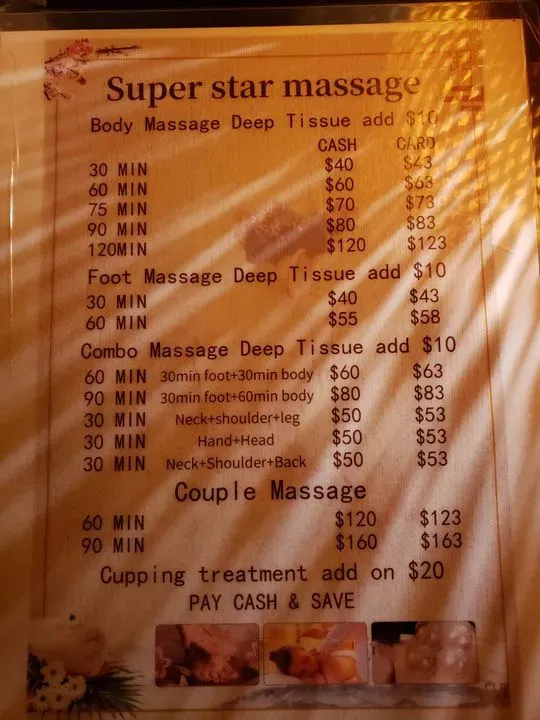 Super star massage
Body Massage Deep Tissue add $10
CASH CARD
30 MIN $40 $43
60 MIN $60 $63
75 MIN $70 $73
90 MIN $80 $83
120MIN $120 $123
Foot Massage Deep Tissue add $10
30 MIN $40 $43
60 MIN $55 $58
Combo Massage Deep Tissue add $10
60 MIN 30min foot+30min body $60 $63
90 MIN 30min foot+60min body $80 $83
30 MIN Neck+shoulder+leg $50 $53
30 MIN Hand+Head $50 $53
30 MIN Neck+Shoulder+Back $50 $53
Couple Massage
60 MIN $120 $123
90 MIN $160 $163
Cupping treatment add on $20
PAY CASH & SAVE